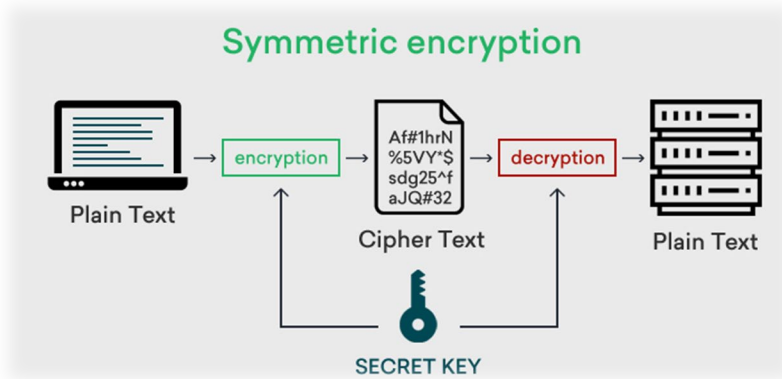 Symmetric encryption
Plain Text
encryption
Af#1hrN
%5VY*$
sdg25^f
aJQ#32
Cipher Text
decryption
Plain Text
SECRET KEY